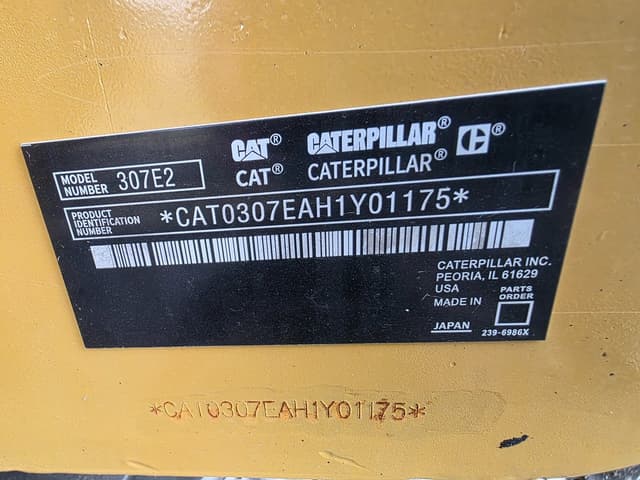 CAT® CATERPILLAR® C®
CAT® CATERPILLAR®
MODEL NUMBER 307E2
PRODUCT IDENTIFICATION NUMBER *CAT0307EAH1Y01175*
CATERPILLAR INC.
PEORIA, IL 61629
USA
MADE IN
JAPAN
PARTS ORDER
239-6986X
*CAT0307EAH1Y01175*